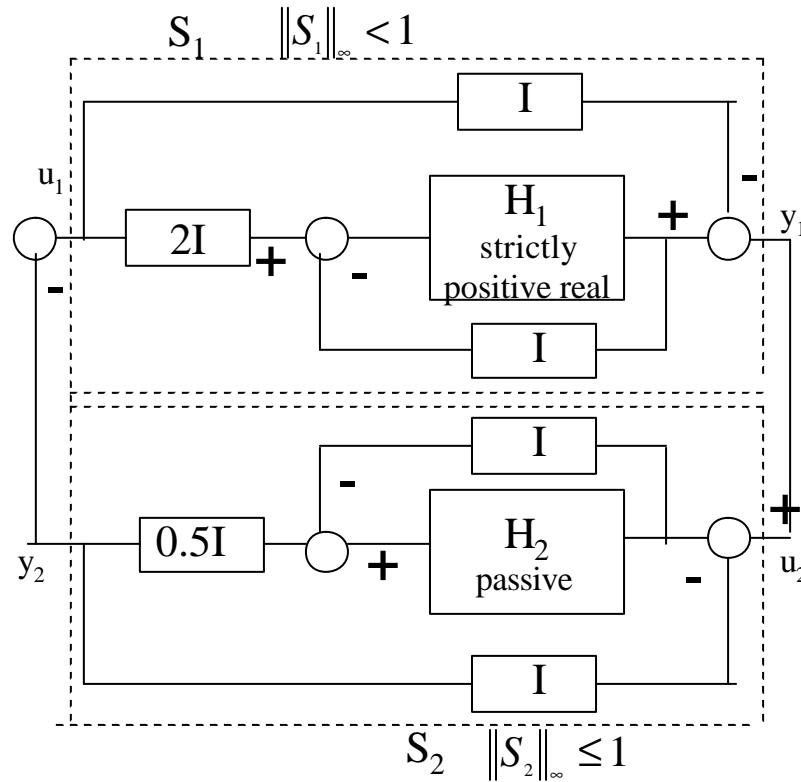 S₁ ‖S₁‖∞ < 1
I
-
u₁
-
2I
+
-
H₁
strictly
positive real
+
-
y₁
I
I
-
y₂
0.5I
+
H₂
passive
-
+
u₂
I
S₂ ‖S₂‖∞ ≤ 1